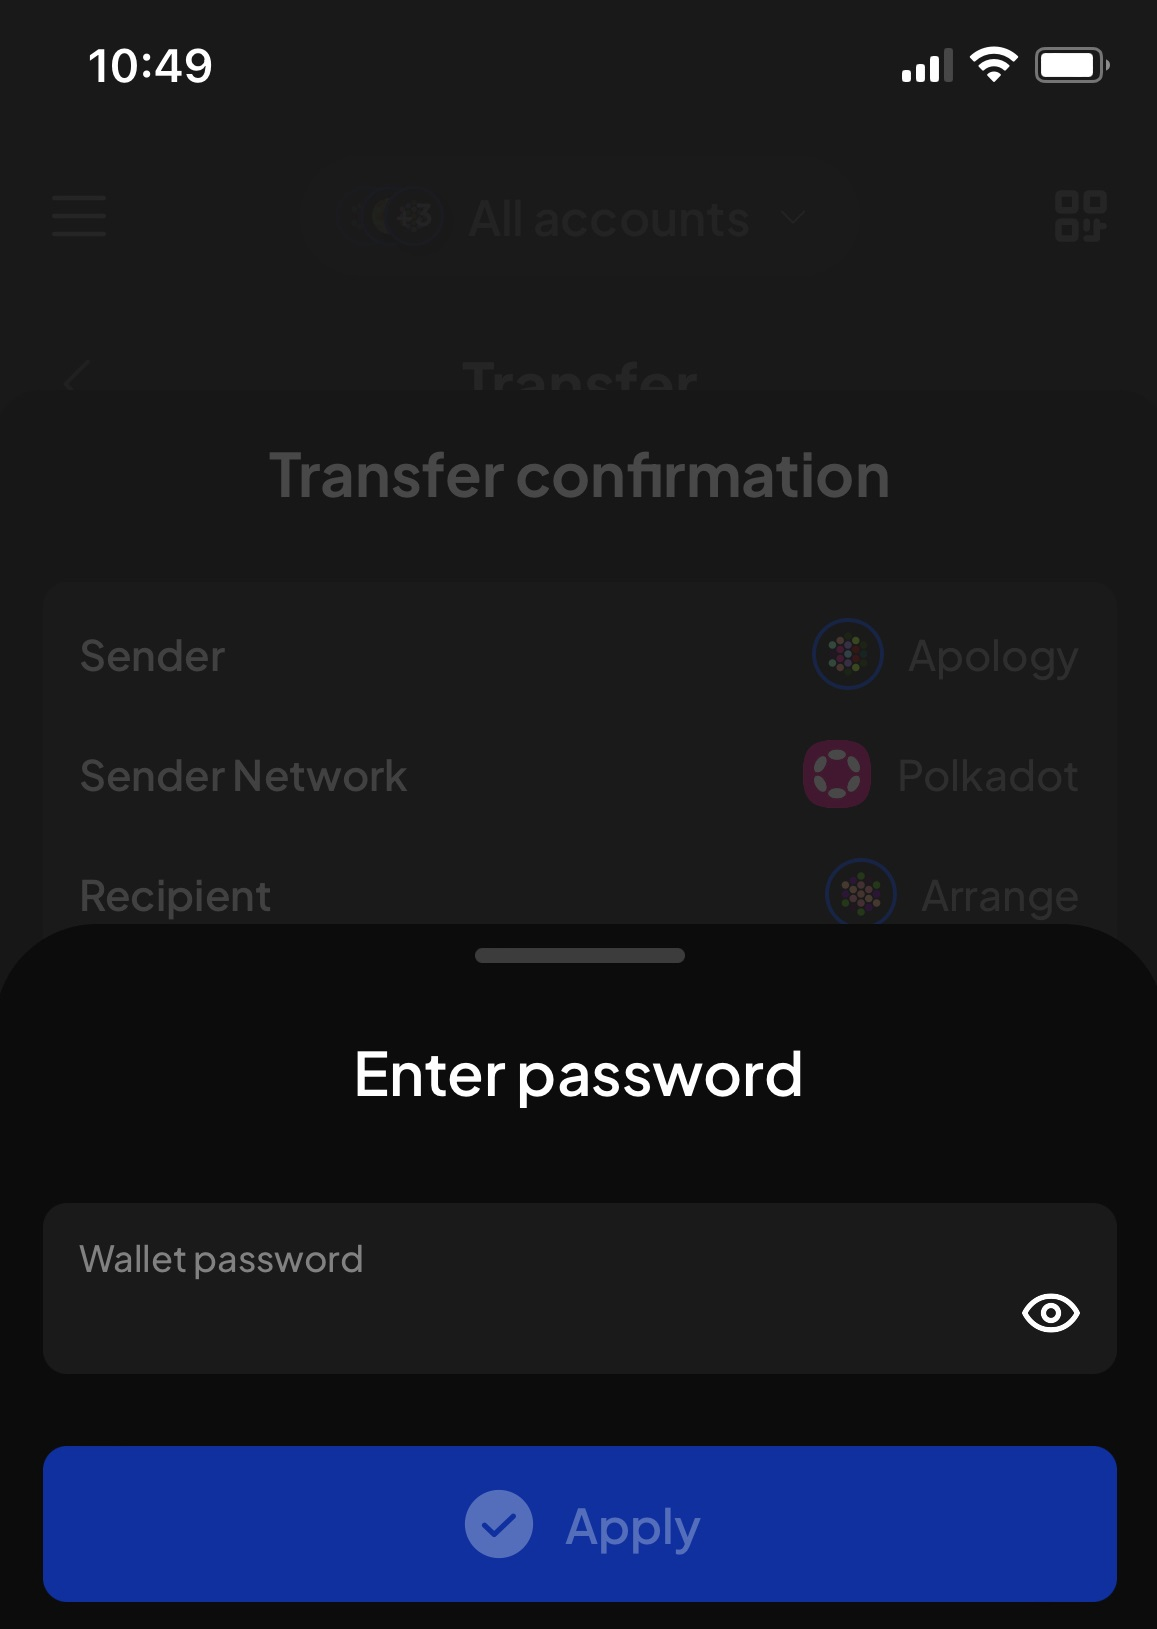 10:49
All accounts
Transfer
Transfer confirmation
Sender Apology
Sender Network Polkadot
Recipient Arrange
Enter password
Wallet password
Apply